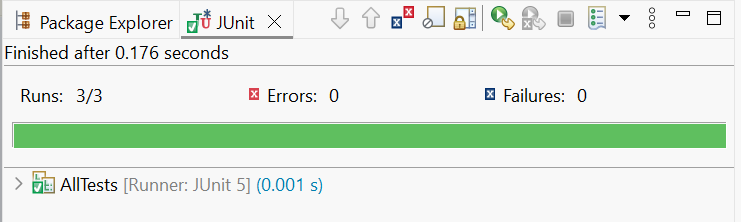 Package Explorer JUnit
Finished after 0.176 seconds
Runs: 3/3 Errors: 0 Failures: 0
AllTests [Runner: JUnit 5] (0.001 s)